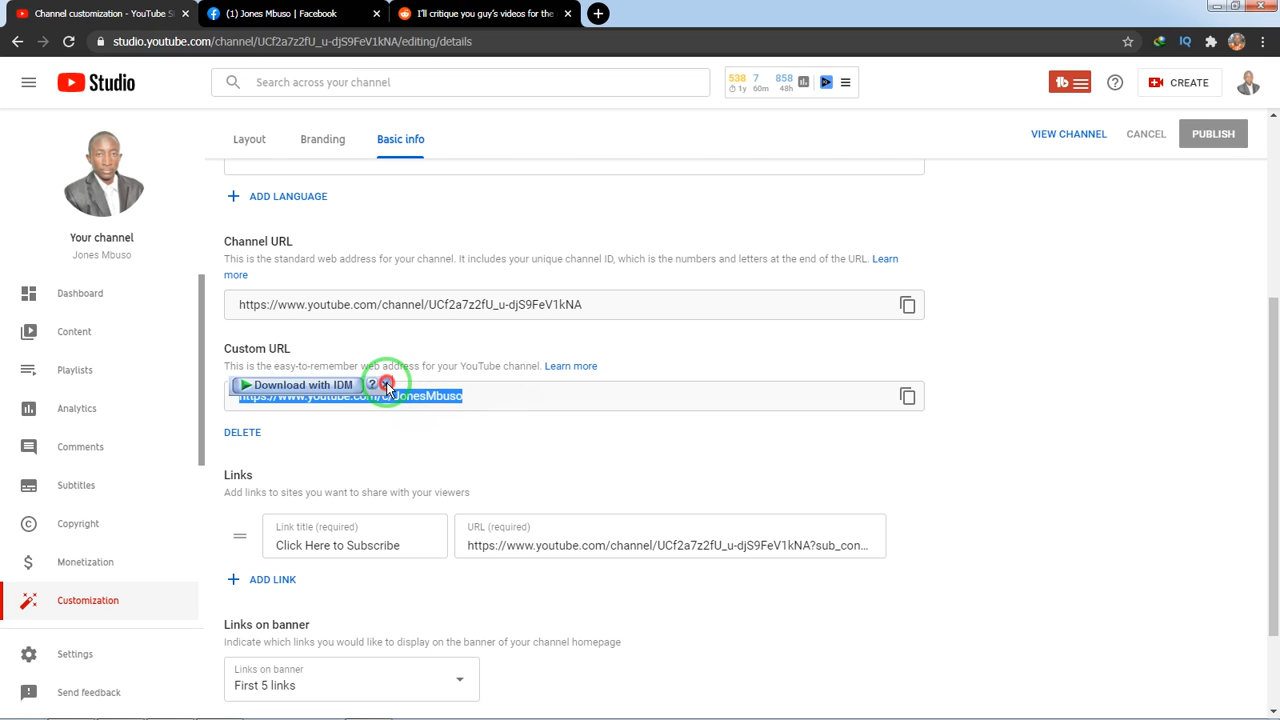 Channel customization - YouTube S
(1) Jones Mbuso | Facebook
I'll critique you guy's videos for the
studio.youtube.com/channel/UCf2a7z2fU_u-djS9FeV1kNA/editing/details
IQ
Studio
Search across your channel
538 7 858
1y 60m 48h
tb
CREATE
Layout
Branding
Basic info
VIEW CHANNEL
CANCEL
PUBLISH
ADD LANGUAGE
Your channel
Jones Mbuso
Dashboard
Content
Playlists
Analytics
Comments
Subtitles
Copyright
Monetization
Customization
Settings
Send feedback
Channel URL
This is the standard web address for your channel. It includes your unique channel ID, which is the numbers and letters at the end of the URL. Learn
more
https://www.youtube.com/channel/UCf2a7z2fU_u-djS9FeV1kNA
Custom URL
This is the easy-to-remember web address for your YouTube channel. Learn more
Download with IDM ?
https://www.youtube.com/c/JonesMbuso
DELETE
Links
Add links to sites you want to share with your viewers
Link title (required)
Click Here to Subscribe
URL (required)
https://www.youtube.com/channel/UCf2a7z2fU_u-djS9FeV1kNA?sub_con...
ADD LINK
Links on banner
Indicate which links you would like to display on the banner of your channel homepage
Links on banner
First 5 links